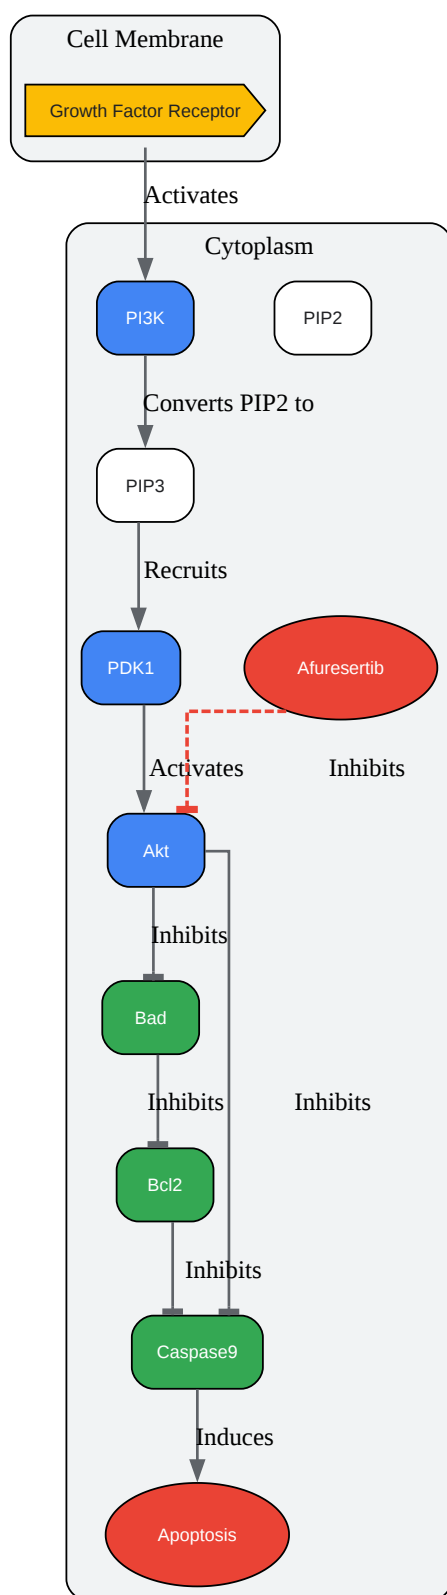 Cell Membrane
Growth Factor Receptor
Activates
Cytoplasm
PI3K
PIP2
Converts PIP2 to
PIP3
Recruits
PDK1
Afuresertib
Activates
Inhibits
Akt
Inhibits
Bad
Inhibits
Inhibits
Bcl2
Inhibits
Caspase9
Induces
Apoptosis